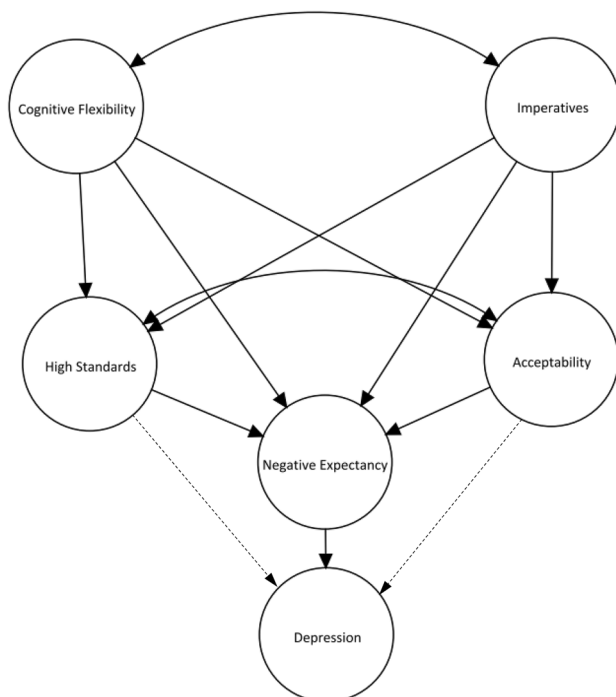 Cognitive Flexibility
Imperatives
High Standards
Acceptability
Negative Expectancy
Depression